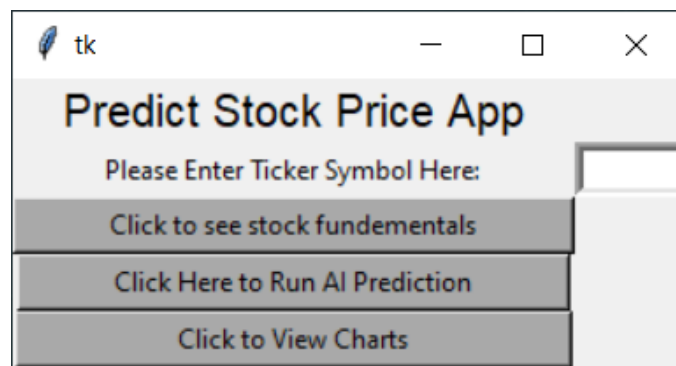 tk
Predict Stock Price App
Please Enter Ticker Symbol Here:
Click to see stock fundementals
Click Here to Run AI Prediction
Click to View Charts